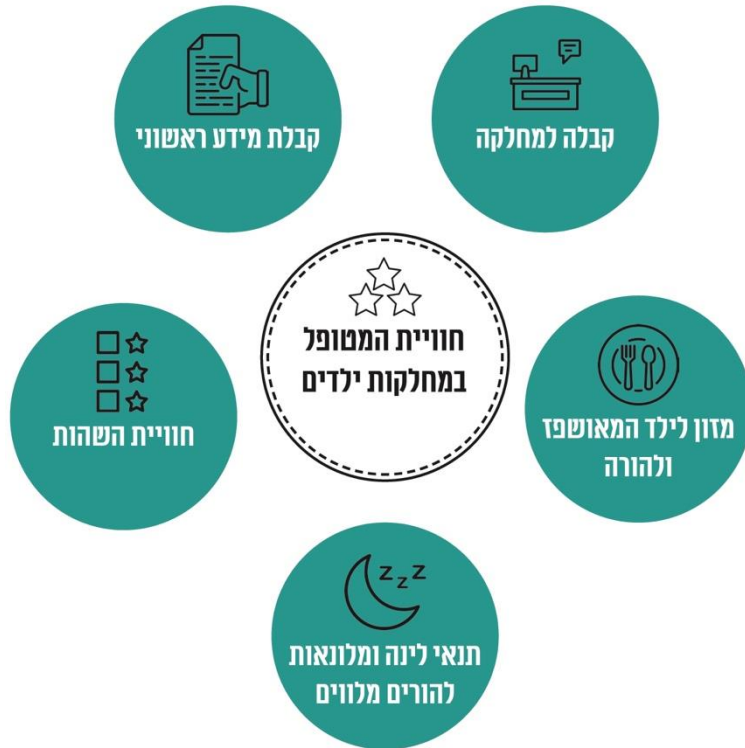 קבלה למחלקה
קבלת מידע ראשוני
חוויית המטופל
במחלקות ילדים
מזון לילד המאושפז
ולהורה
חוויית השהות
z z z
תנאי לינה ומלונאות
להורים מלווים